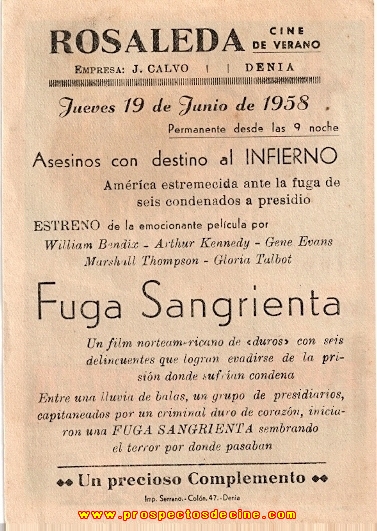 ROSALEDA CINE DE VERANO
EMPRESA: J. CALVO | | DENIA
Jueves 19 de Junio de 1958
Permanente desde las 9 noche
Asesinos con destino al INFIERNO
América estremecida ante la fuga de
seis condenados a presidio
ESTRENO de la emocionante película por
William Bendix - Arthur Kennedy - Gene Evans
Marshall Thompson - Gloria Talbot
Fuga Sangrienta
Un film norteamericano de «duros» con seis
delincuentes que logran evadirse de la pri-
sión donde sufrían condena
Entre una lluvia de balas, un grupo de presidiarios,
capitaneados por un criminal duro de corazón, inicia-
ron una FUGA SANGRIENTA sembrando
el terror por donde pasaban
Un precioso Complemento
Imp. Serrano.-Colón, 47.-Denia
www.prospectosdecine.com